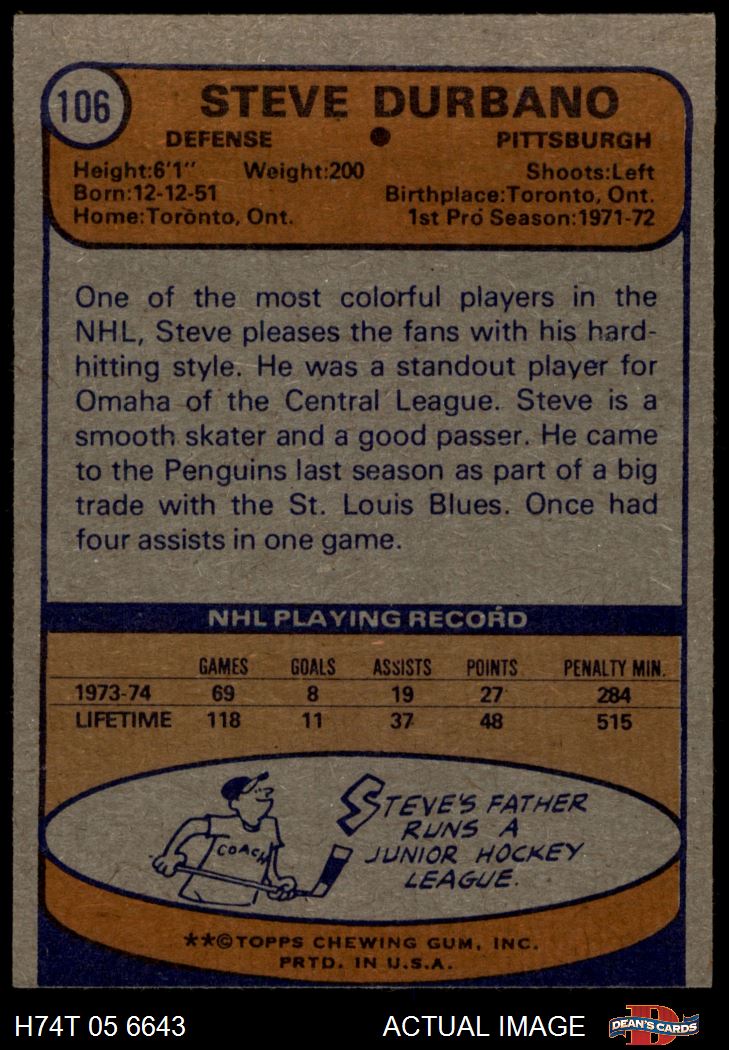 106
STEVE DURBANO
DEFENSE ● PITTSBURGH
Height:6'1" Weight:200 Shoots:Left
Born:12-12-51 Birthplace:Toronto, Ont.
Home:Toronto, Ont. 1st Pro Season:1971-72
One of the most colorful players in the
NHL, Steve pleases the fans with his hard-
hitting style. He was a standout player for
Omaha of the Central League. Steve is a
smooth skater and a good passer. He came
to the Penguins last season as part of a big
trade with the St. Louis Blues. Once had
four assists in one game.
NHL PLAYING RECORD
GAMES GOALS ASSISTS POINTS PENALTY MIN.
1973-74 69 8 19 27 284
LIFETIME 118 11 37 48 515
COACH
STEVE'S FATHER
RUNS A
JUNIOR HOCKEY
LEAGUE.
**©TOPPS CHEWING GUM, INC.
PRTD. IN U.S.A.
H74T 05 6643 ACTUAL IMAGE D DEAN'S CARDS